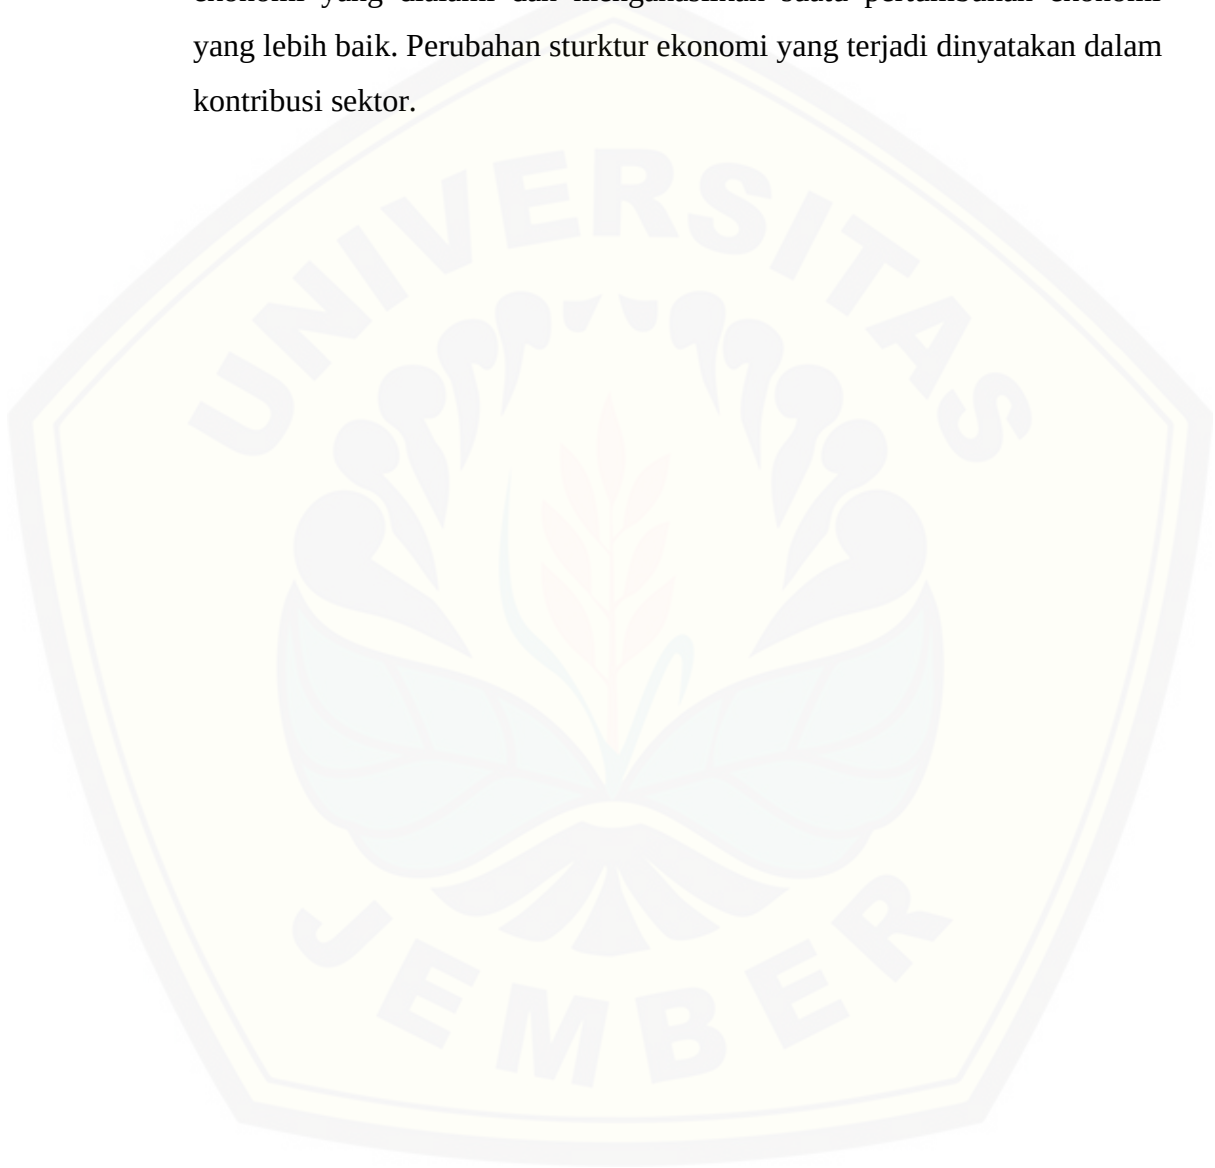 yang lebih baik. Perubahan sturktur ekonomi yang terjadi dinyatakan dalam
kontribusi sektor.
UNIVERSITAS
JEMBER